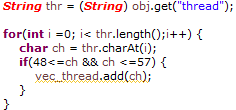 String thr = (String) obj.get("thread");
for(int i =0; i< thr.length();i++) {
char ch = thr.charAt(i);
if(48<=ch && ch <=57) {
vec_thread.add(ch);
}
}